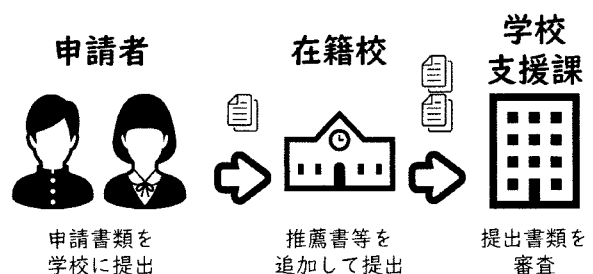 申請者
在籍校
学校
支援課
申請書類を
学校に提出
推薦書等を
追加して提出
提出書類を
審査